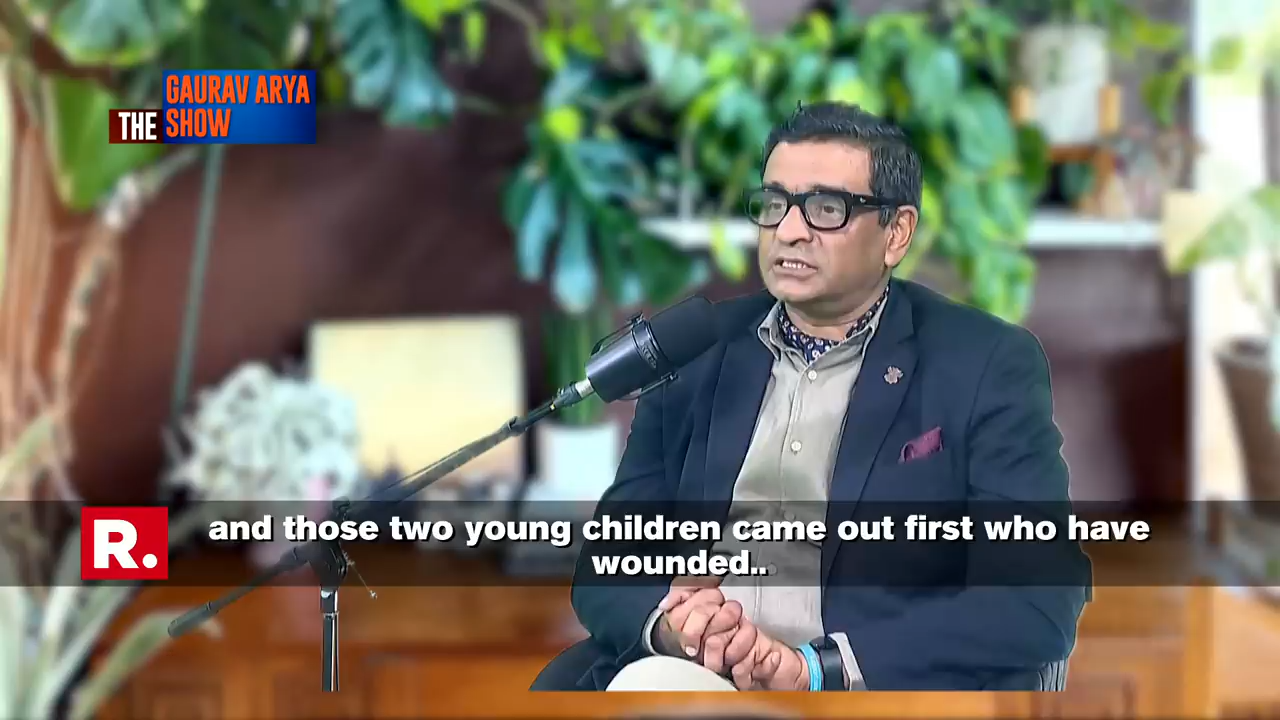 GAURAV ARYA
THE SHOW
R.
and those two young children came out first who have
wounded..